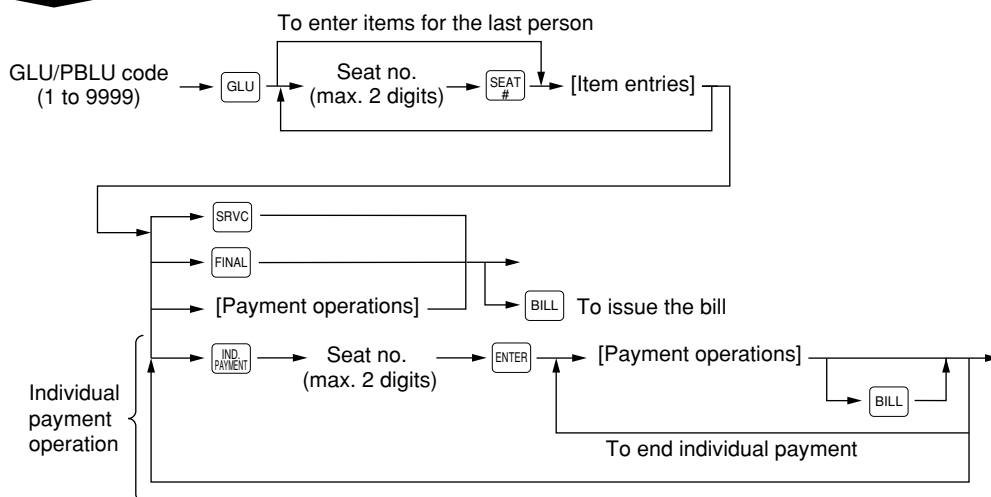 To enter items for the last person
GLU/PBLU code
(1 to 9999)
GLU
Seat no.
(max. 2 digits)
SEAT
#
[Item entries]
SRVC
FINAL
[Payment operations]
BILL
To issue the bill
Individual
payment
operation
IND.
PAYMENT
Seat no.
(max. 2 digits)
ENTER
[Payment operations]
BILL
To end individual payment